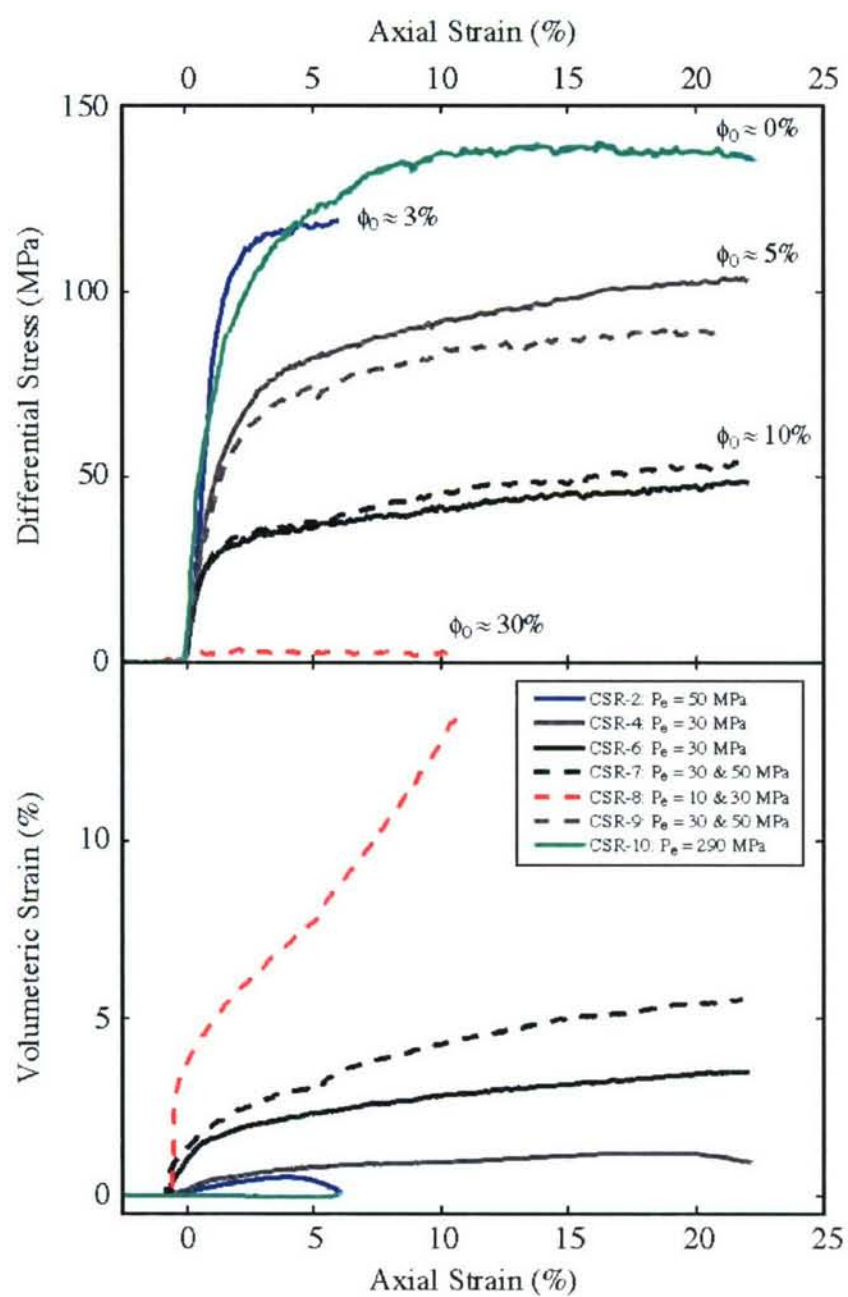 Axial Strain (%)
0 5 10 15 20 25
150
100
50
0
Differential Stress (MPa)
ϕ₀ ≈ 0%
ϕ₀ ≈ 3%
ϕ₀ ≈ 5%
ϕ₀ ≈ 10%
ϕ₀ ≈ 30%
CSR-2: Pₑ = 50 MPa
CSR-4: Pₑ = 30 MPa
CSR-6: Pₑ = 30 MPa
CSR-7: Pₑ = 30 & 50 MPa
CSR-8: Pₑ = 10 & 30 MPa
CSR-9: Pₑ = 30 & 50 MPa
CSR-10: Pₑ = 290 MPa
10
5
0
Volumeteric Strain (%)
0 5 10 15 20 25
Axial Strain (%)